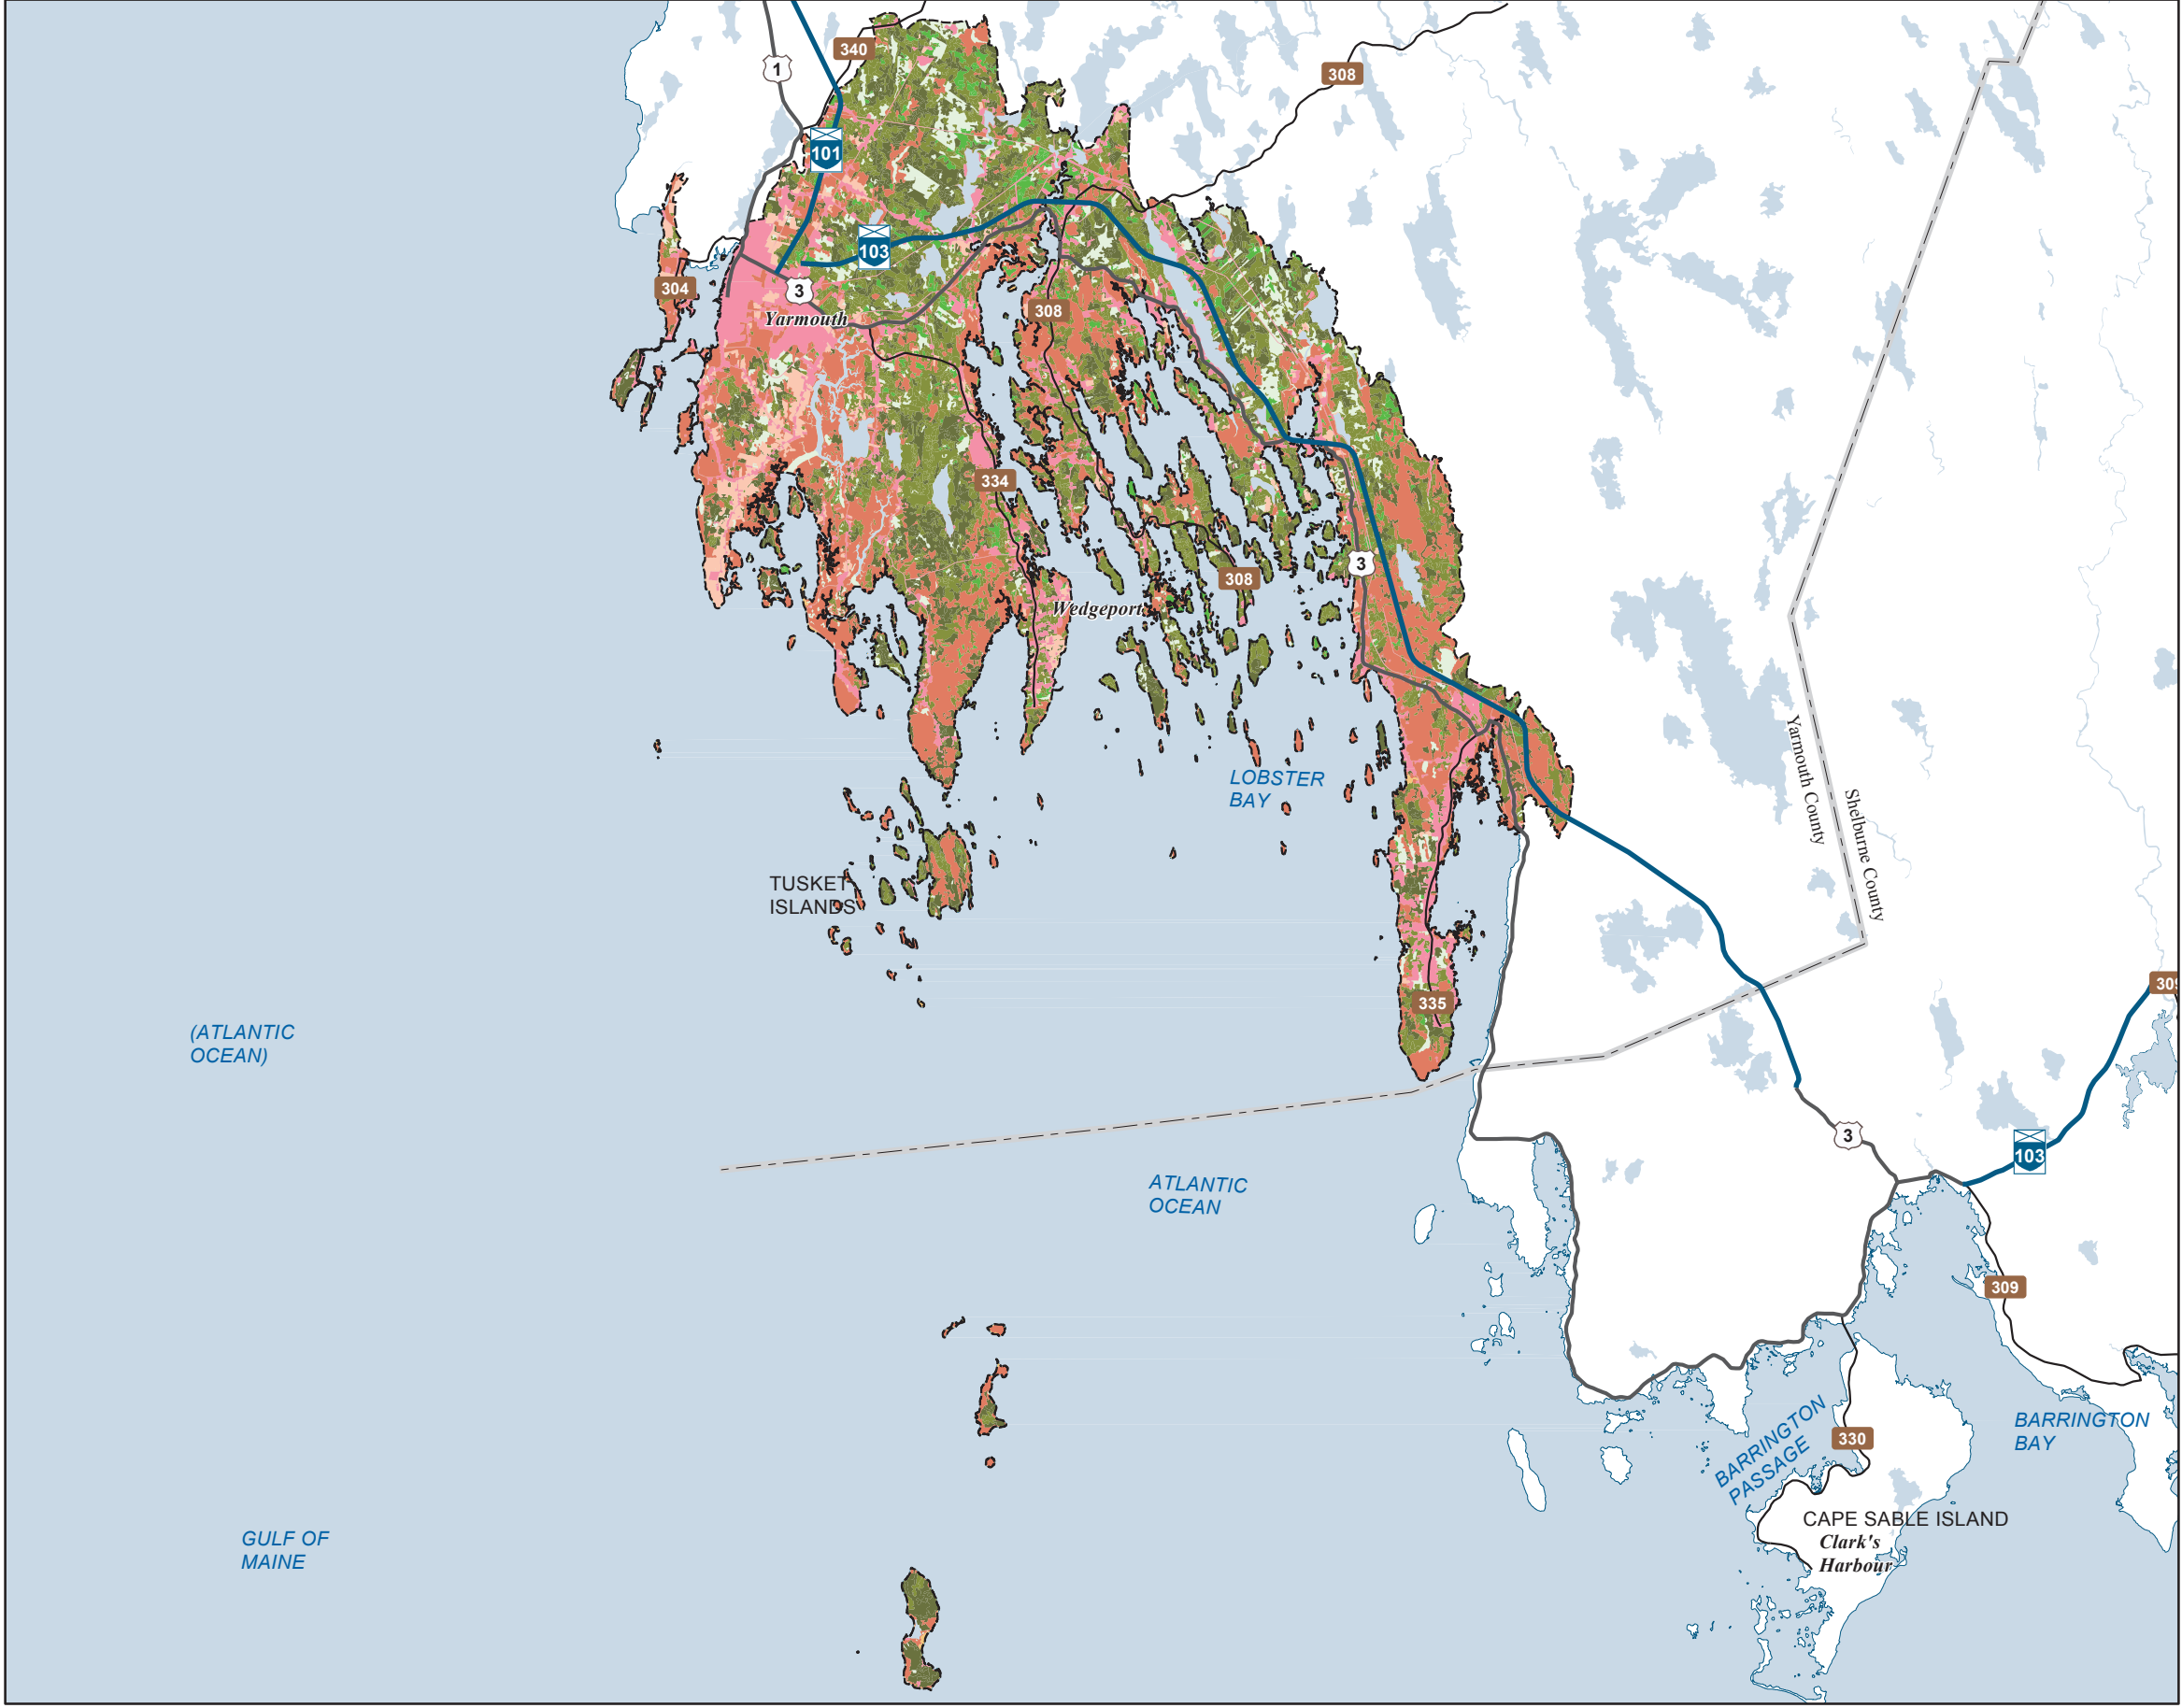 340
1
308
101
103
304
3
Yarmouth
308
334
3
308
Wedgeport
LOBSTER
BAY
Yarmouth County
Shelburne County
TUSKET
ISLANDS
335
309
(ATLANTIC
OCEAN)
3
103
ATLANTIC
OCEAN
309
BARRINGTON
PASSAGE
330
BARRINGTON
BAY
CAPE SABLE ISLAND
Clark's
Harbour
GULF OF
MAINE